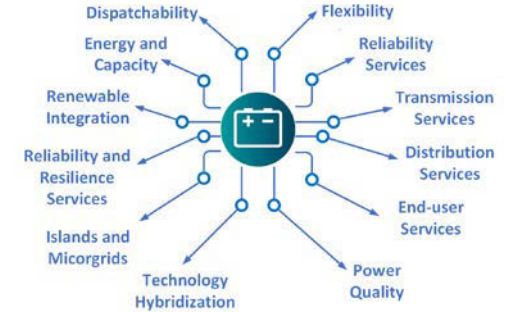 Dispatchability
Flexibility
Energy and
Capacity
Reliability
Services
Renewable
Integration
Transmission
Services
Reliability and
Resilience
Services
Distribution
Services
Islands and
Micorgrids
End-user
Services
Technology
Hybridization
Power
Quality